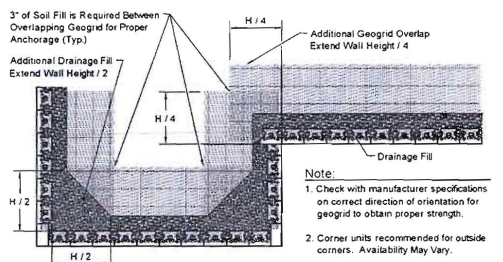 3" of Soil Fill is Required Between
Overlapping Geogrid for Proper
Anchorage (Typ.)
H / 4
Additional Geogrid Overlap
Extend Wall Height / 4
Additional Drainage Fill
Extend Wall Height / 2
H / 4
Drainage Fill
H / 2
H / 2
Note:
1. Check with manufacturer specifications
on correct direction of orientation for
geogrid to obtain proper strength.
2. Corner units recommended for outside
corners. Availability May Vary.